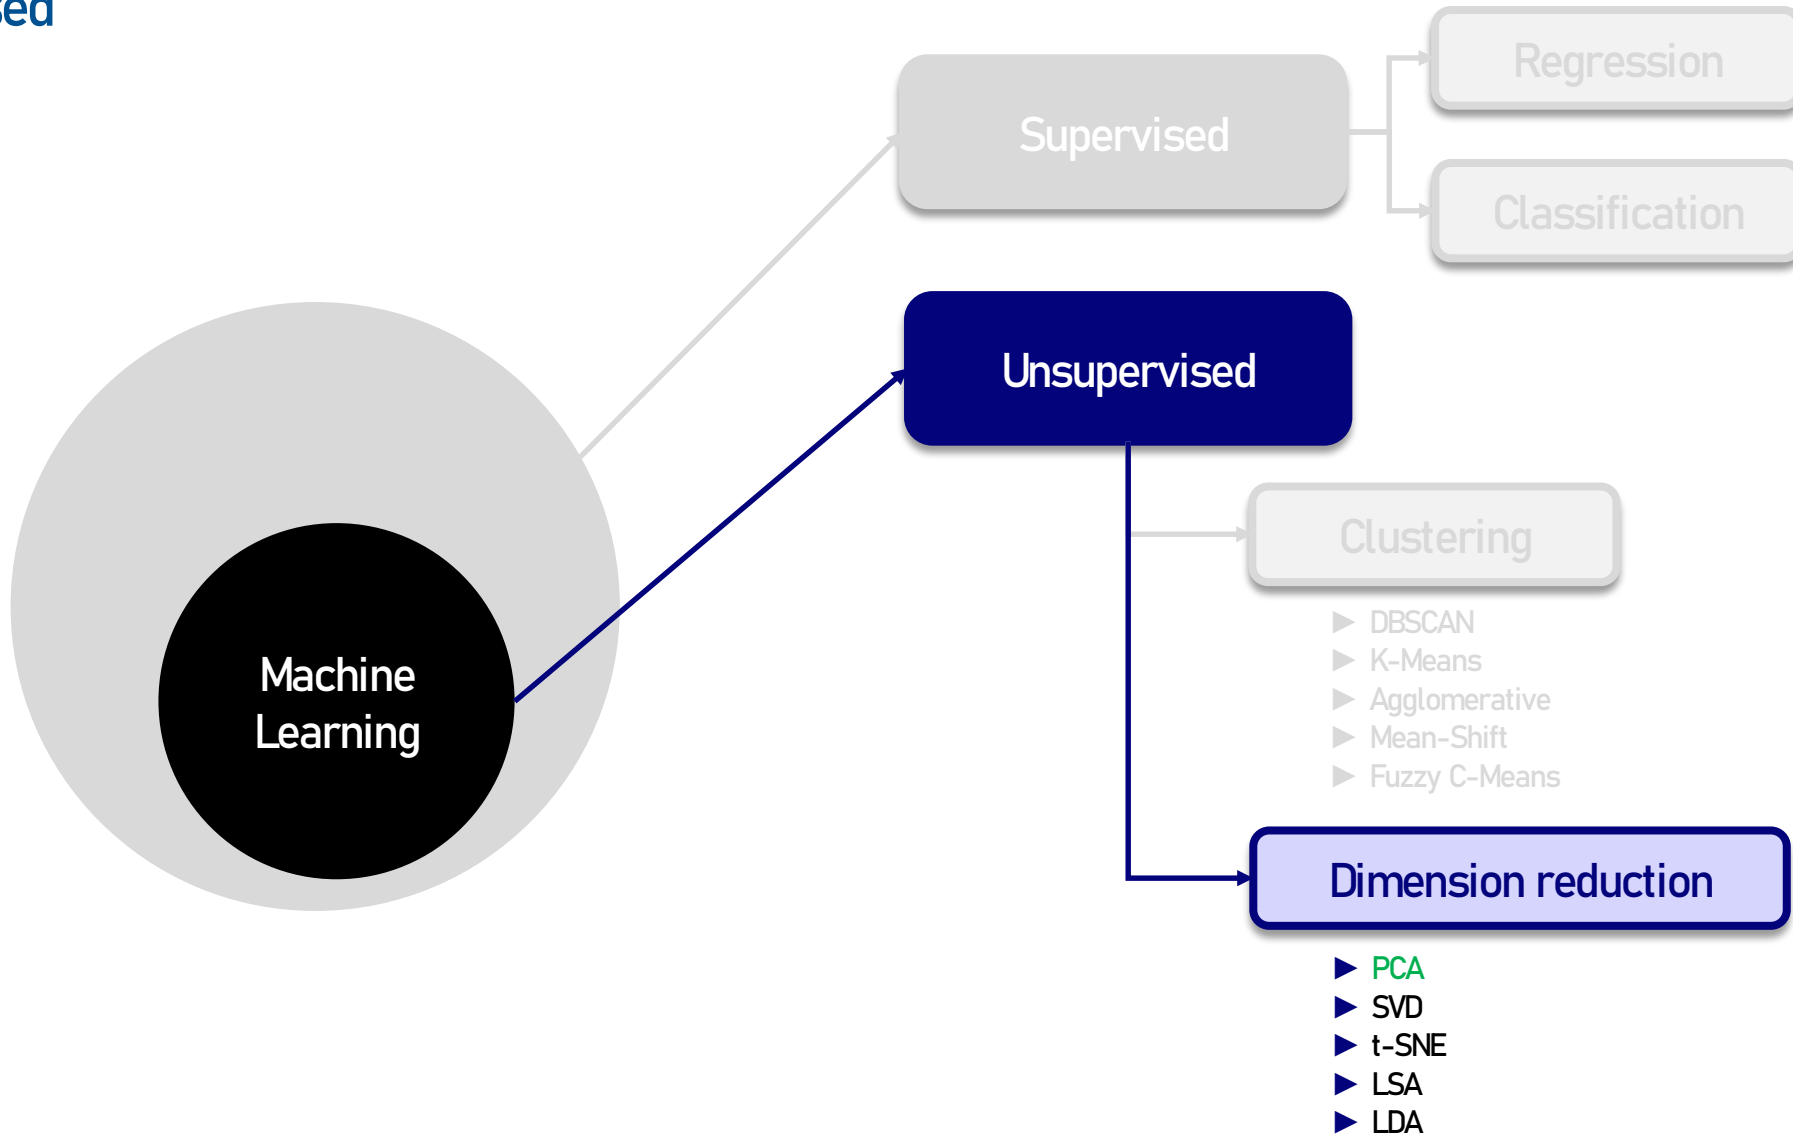 Regression
Supervised
Classification
Unsupervised
Clustering
DBSCAN
K-Means
Agglomerative
Mean-Shift
Fuzzy C-Means
Machine
Learning
Dimension reduction
PCA
SVD
t-SNE
LSA
LDA